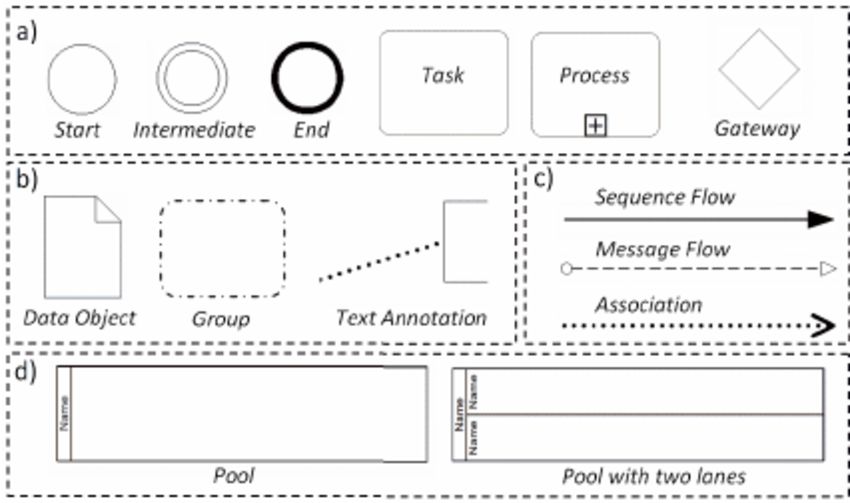 a)
Task
Process
Start
Intermediate
End
Gateway
b)
Data Object
Group
Text Annotation
c)
Sequence Flow
Message Flow
Association
d)
Name
Pool
Name
Name
Name
Pool with two lanes